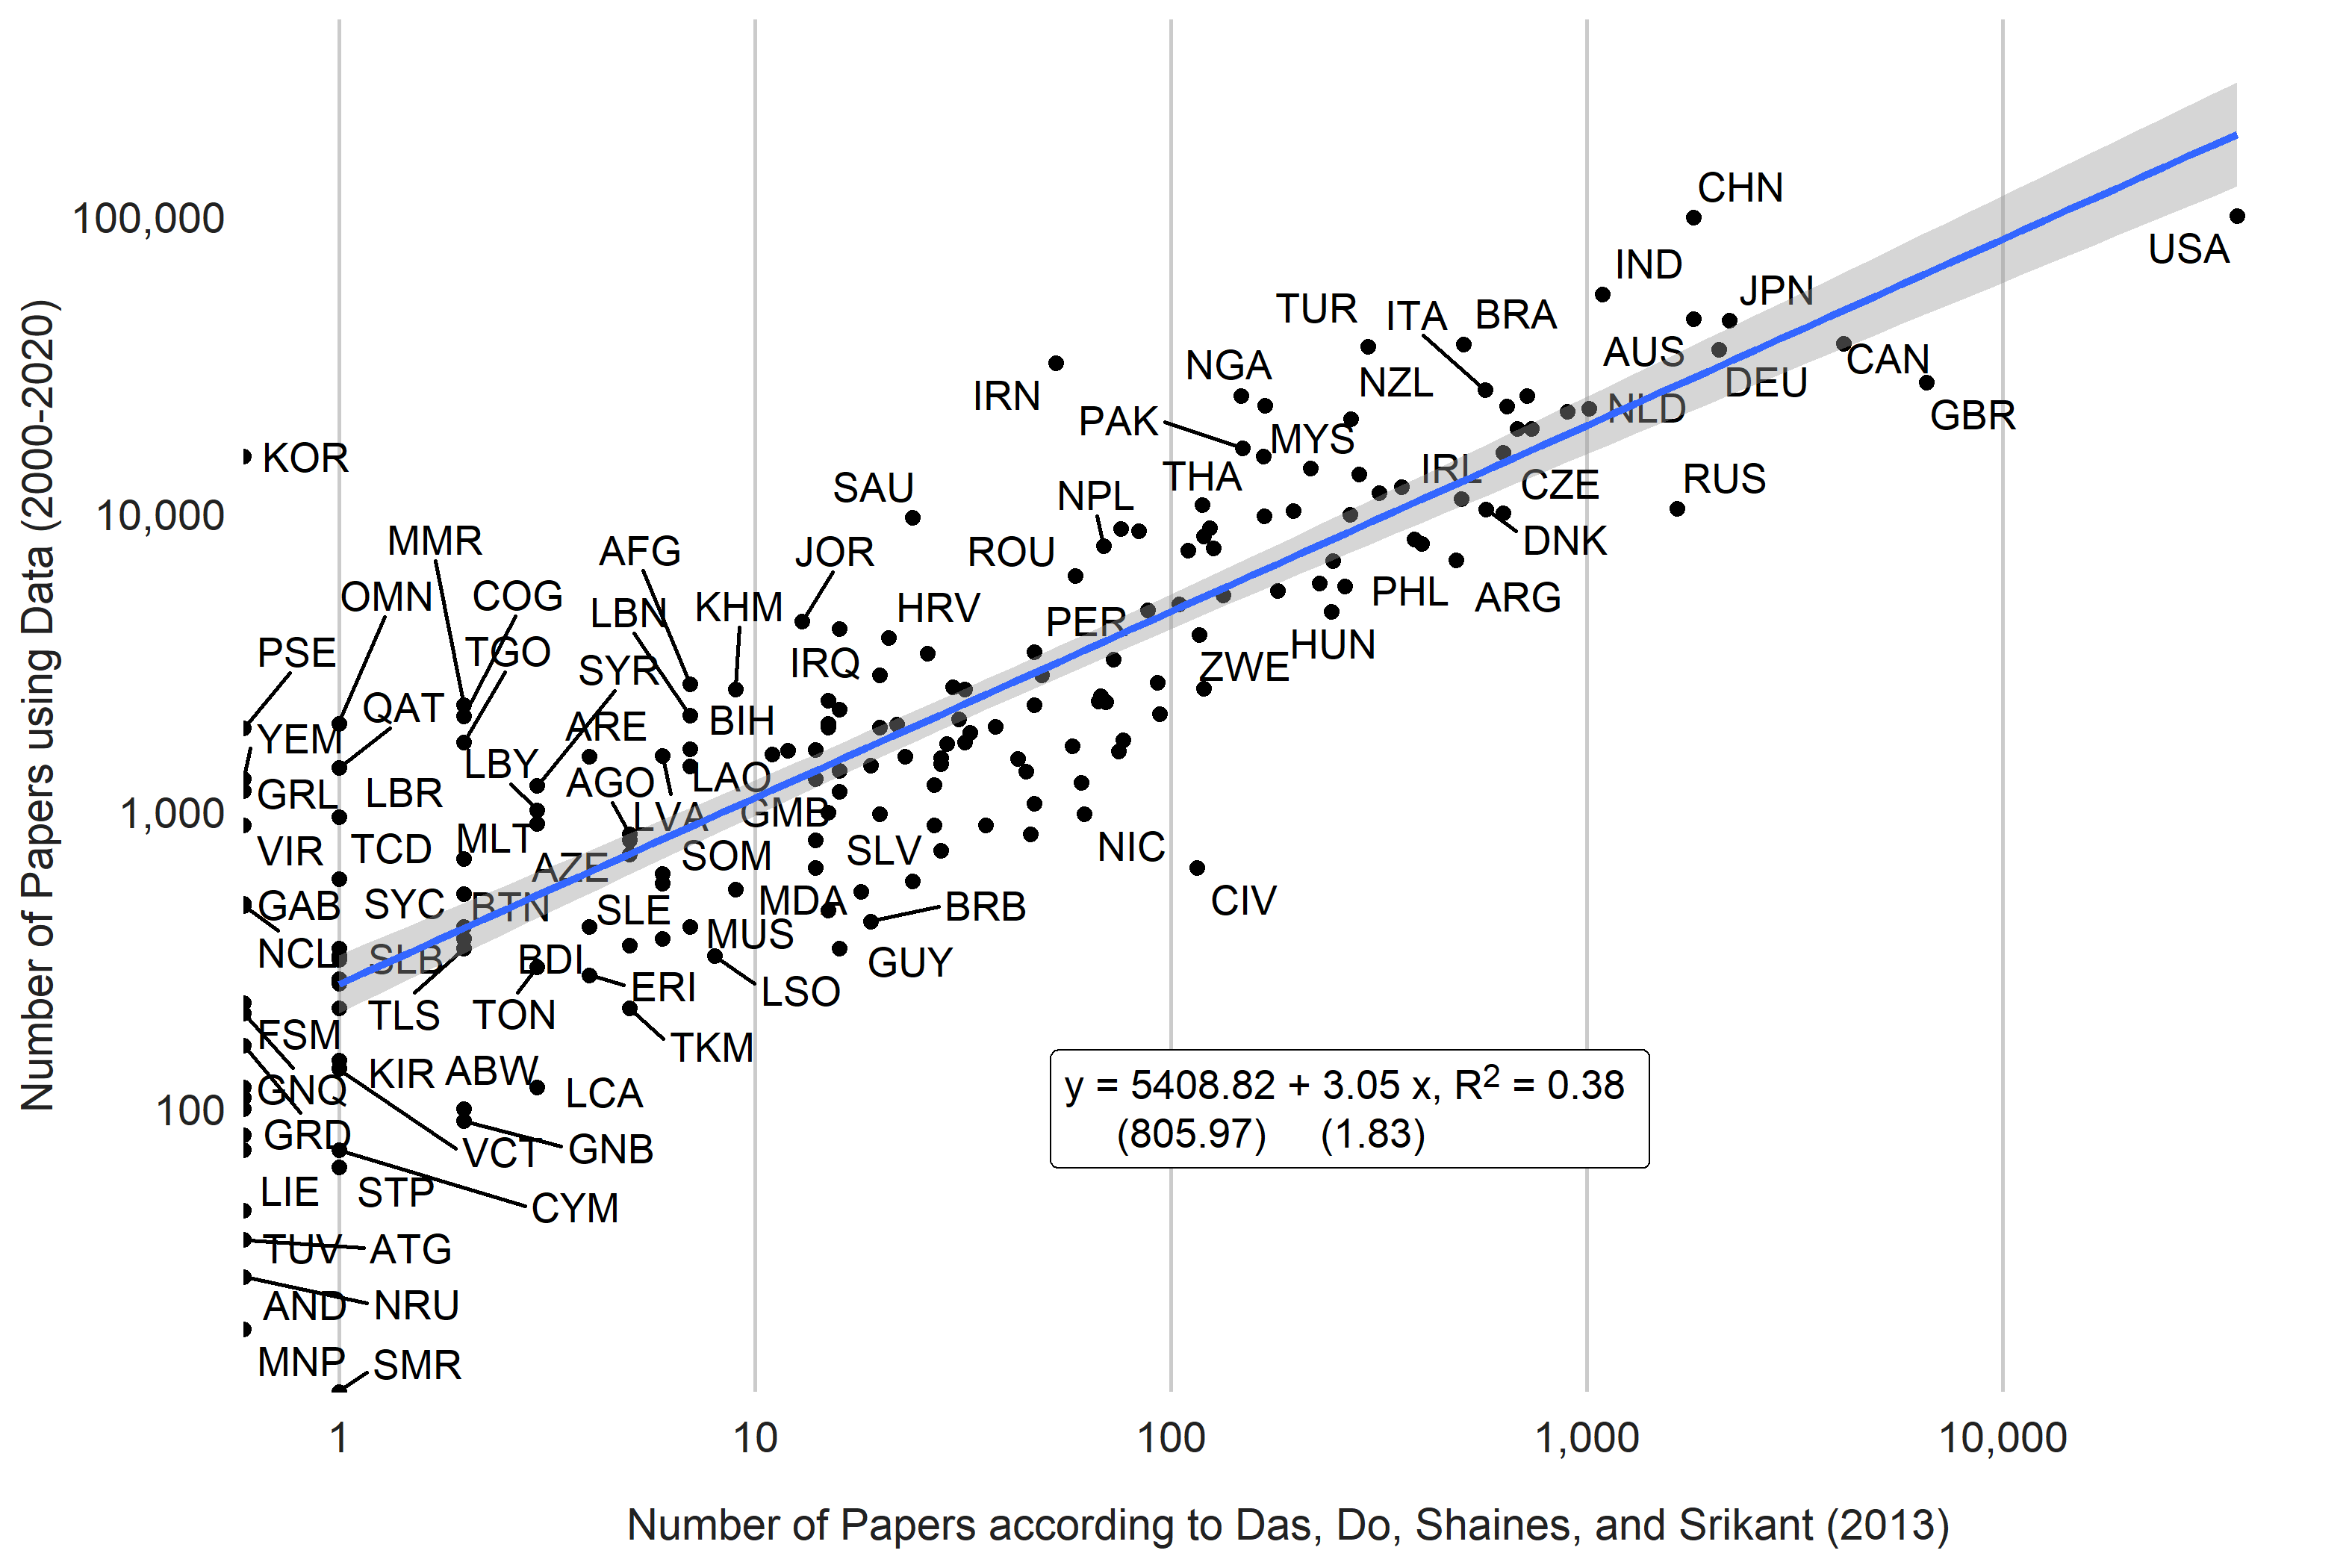 CHN
100,000
USA
IND
JPN
TUR
ITA
BRA
AUS
CAN
NGA
IRN
NZL
DEU
NLD
GBR
PAK
MYS
KOR
THA
IRL
CZE
RUS
SAU
NPL
10,000
MMR
AFG
JOR
ROU
DNK
OMN
COG
LBN
KHM
HRV
PER
PHL
ARG
PSE
TGO
SYR
IRQ
HUN
ZWE
QAT
BIH
YEM
ARE
LBY
AGO
LAO
GRL
LBR
1,000
LVA
GMB
VIR
TCD
MLT
AZE
SOM
SLV
NIC
GAB
SYC
BTN
SLE
MDA
BRB
CIV
NCL
SLB
BDI
MUS
GUY
TLS
TON
ERI
LSO
FSM
TKM
GNQ
KIR
ABW
LCA
100
GRD
VCT
GNB
LIE
STP
CYM
TUV
ATG
AND
NRU
MNP
SMR
y = 5408.82 + 3.05 x, R² = 0.38
(805.97) (1.83)
Number of Papers using Data (2000-2020)
1 10 100 1,000 10,000
Number of Papers according to Das, Do, Shaines, and Srikant (2013)